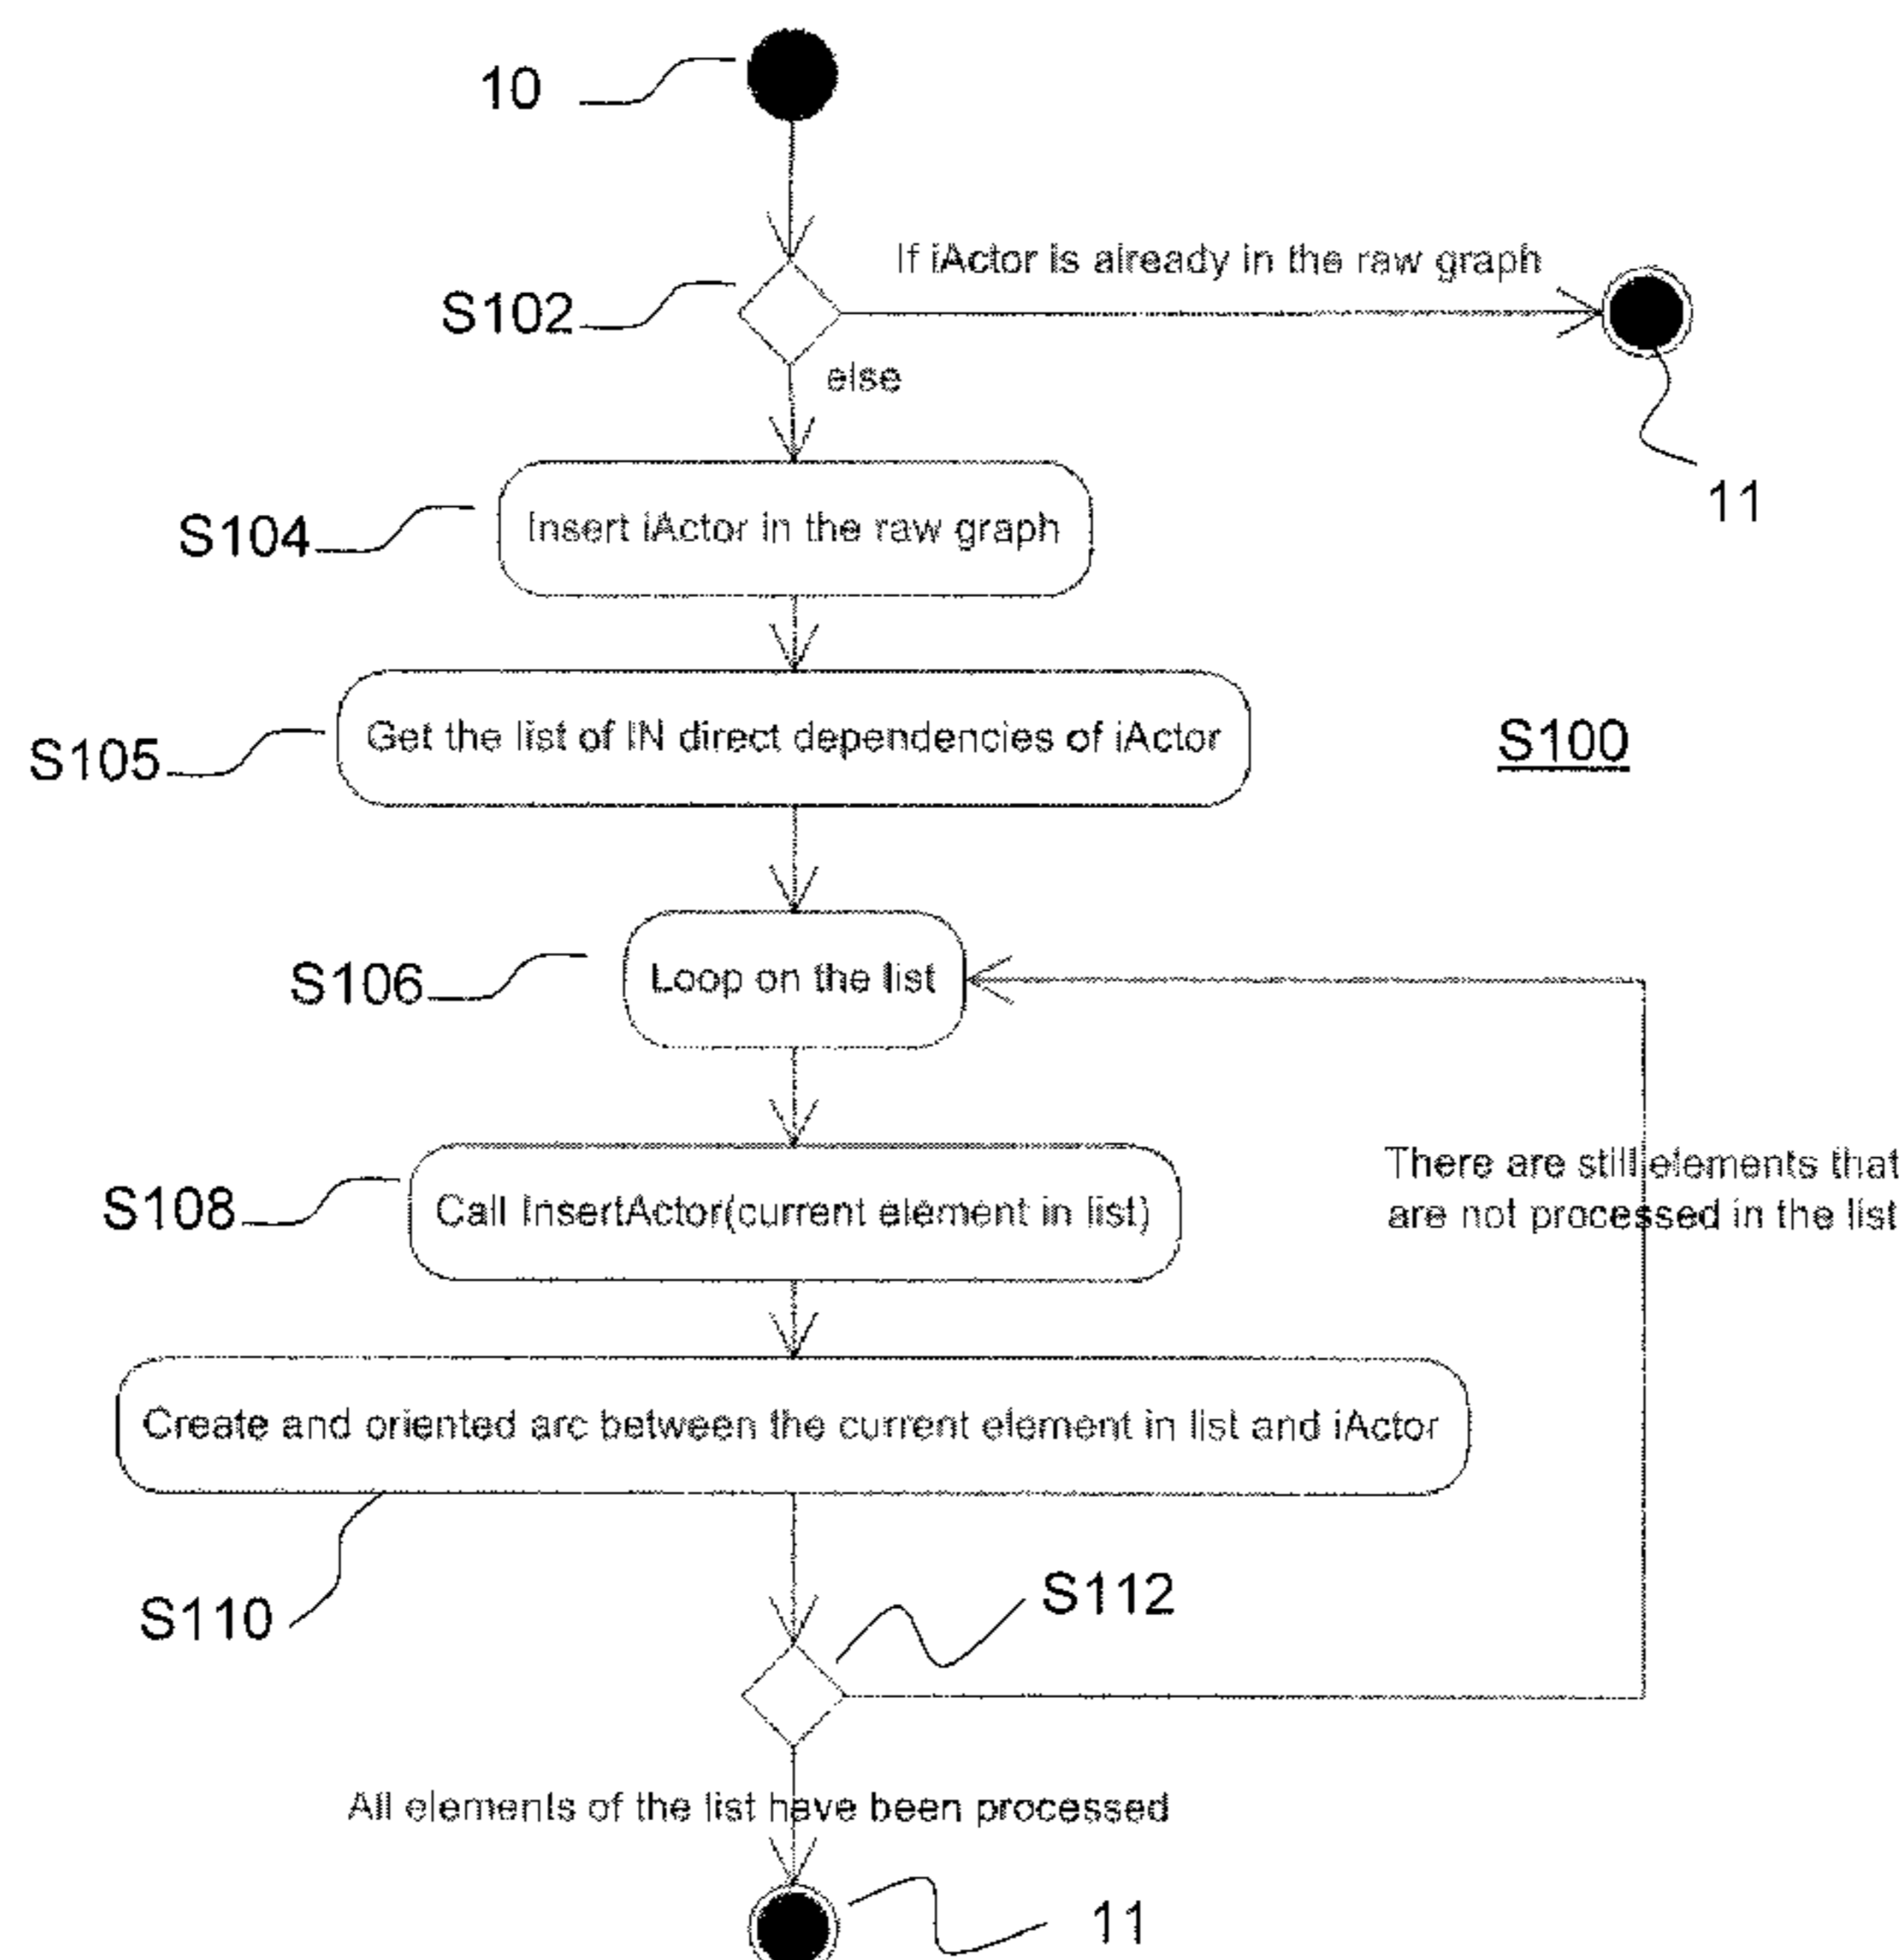 10
If iActor is already in the raw graph
S102
else
11
S104
Insert iActor in the raw graph
S105
Get the list of IN direct dependencies of iActor
S100
S106
Loop on the list
There are still elements that
are not processed in the list
S108
Call InsertActor(current element in list)
Create and oriented arc between the current element in list and iActor
S110
S112
All elements of the list have been processed
11